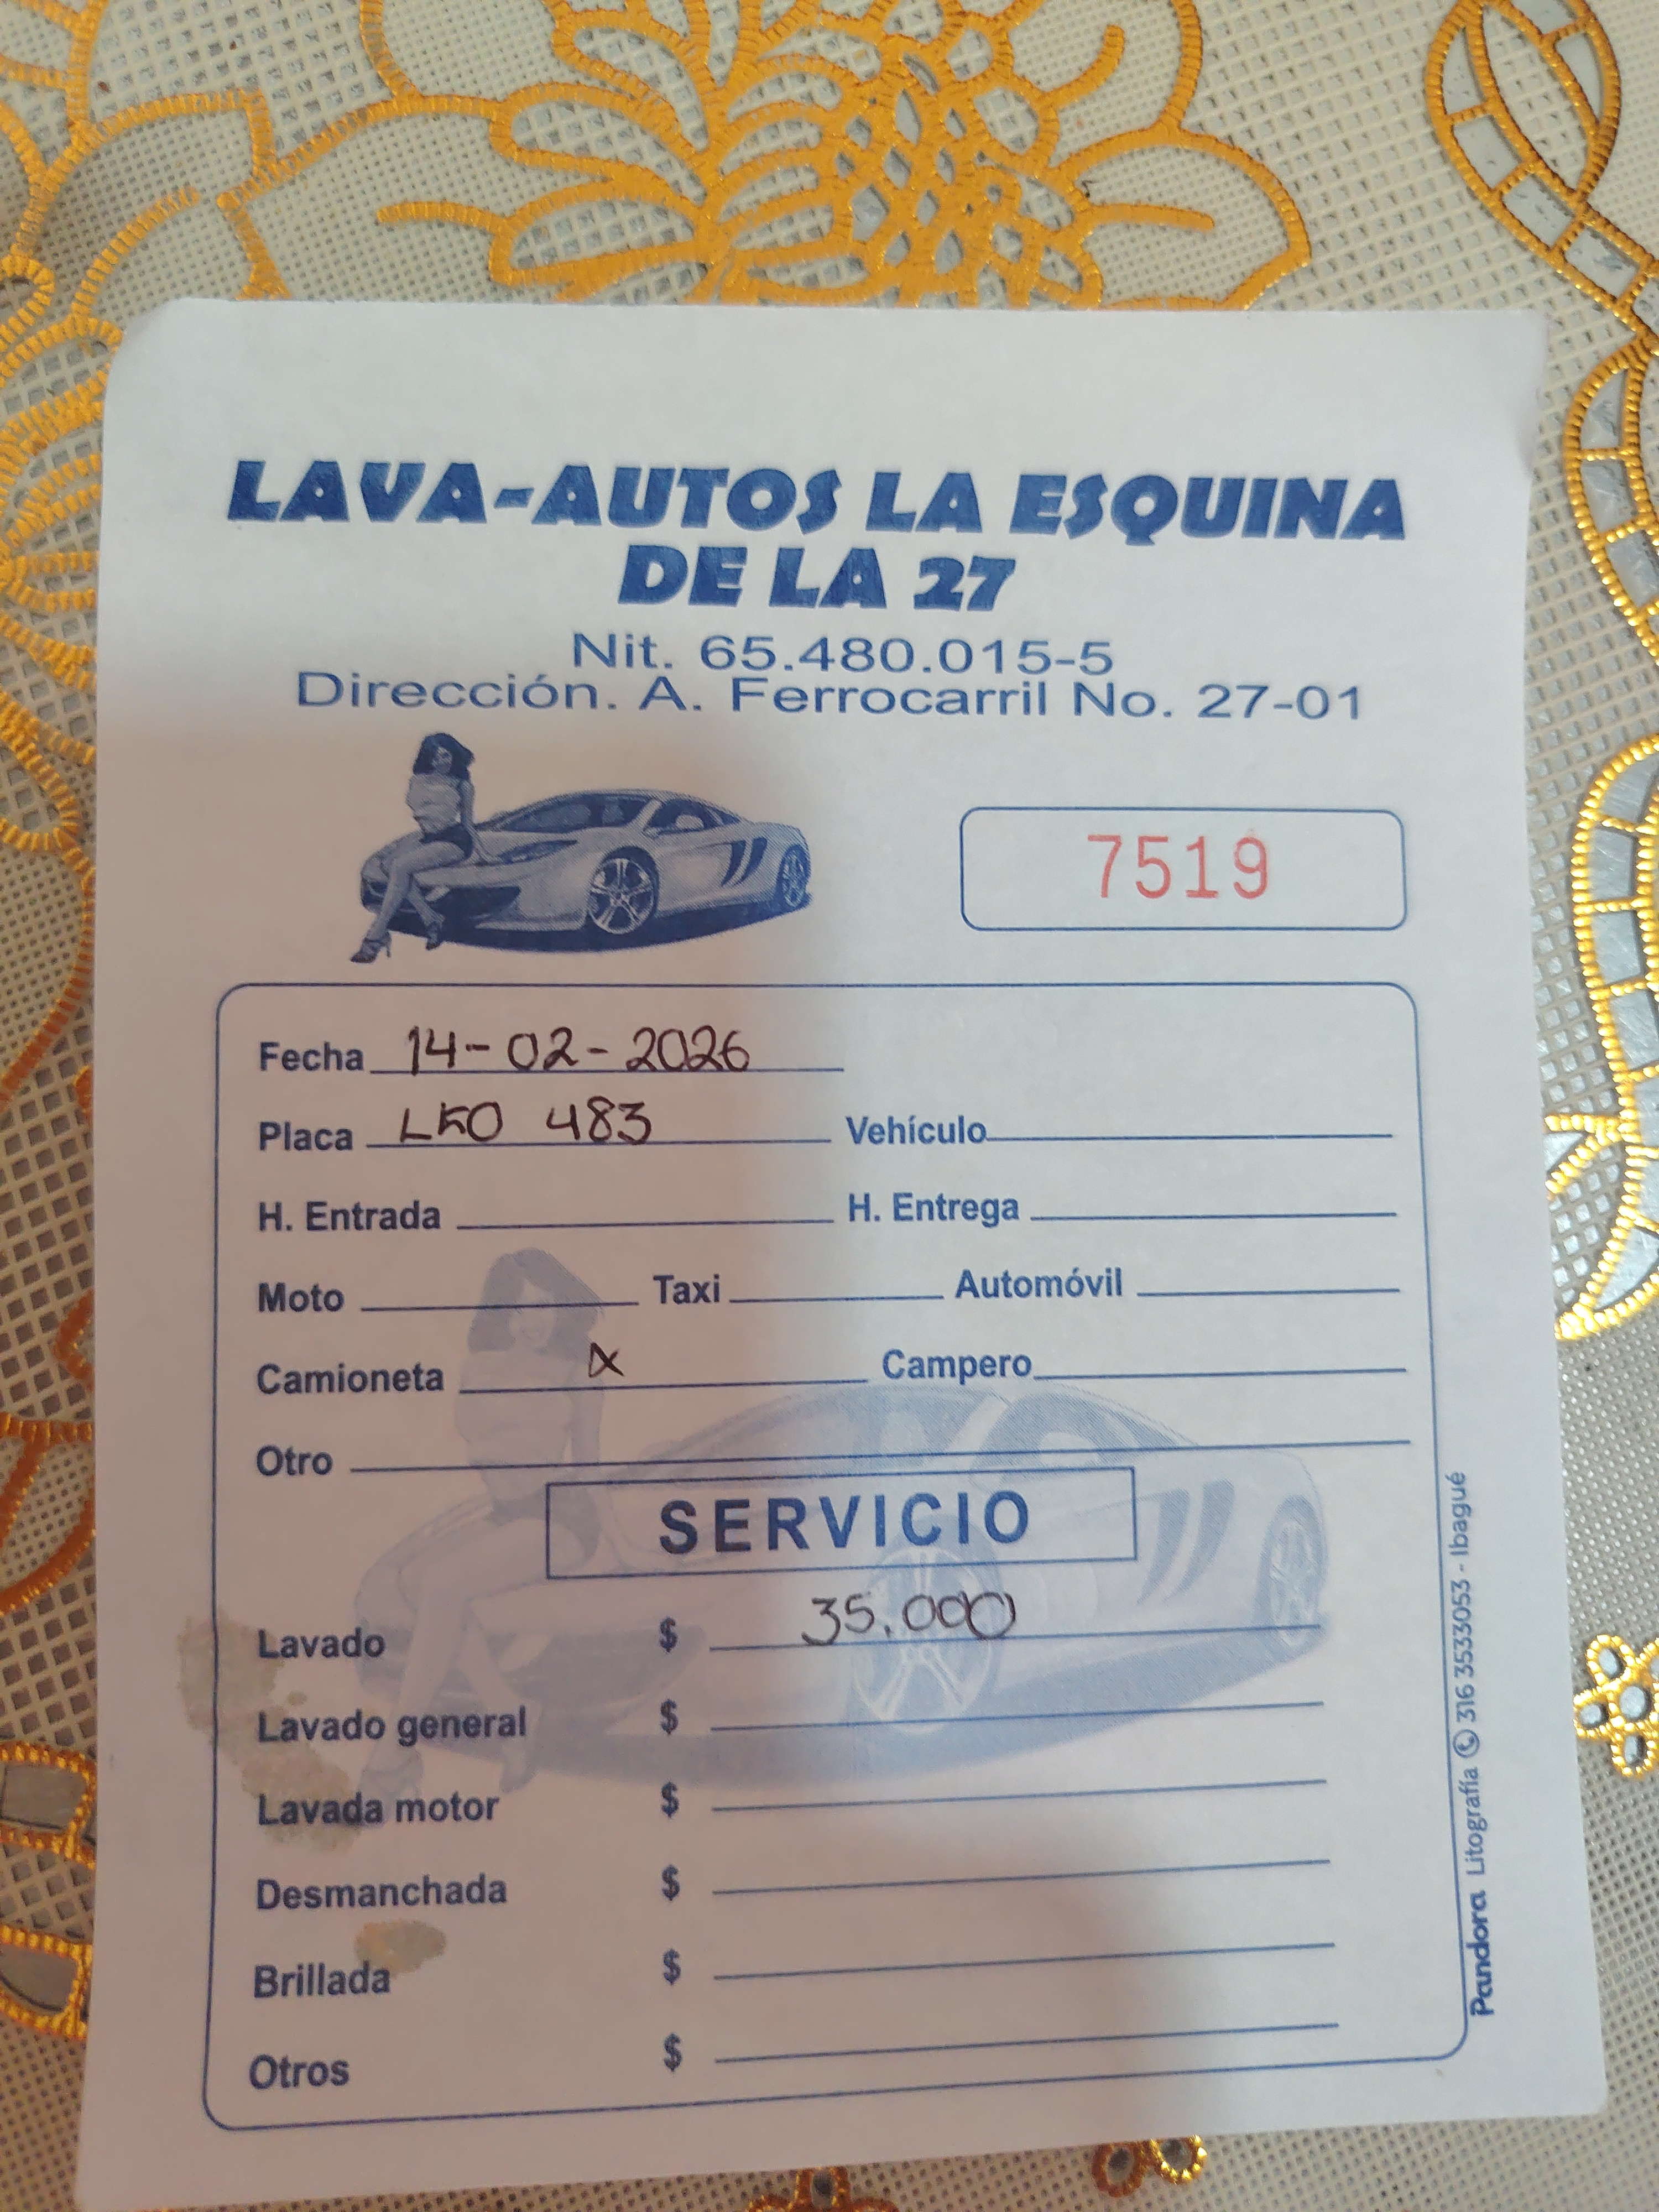 LAVA-AUTOS LA ESQUINA
DE LA 27
Nit. 65.480.015-5
Dirección. A. Ferrocarril No. 27-01
7519
Fecha 14-02-2026
Placa LKO 483 Vehículo
H. Entrada H. Entrega
Moto Taxi Automóvil
Camioneta X Campero
Otro
SERVICIO
Lavado $ 35.000
Lavado general $
Lavada motor $
Desmanchada $
Brillada $
Otros $
Pandora Litografía 316 3533053 - Ibagué